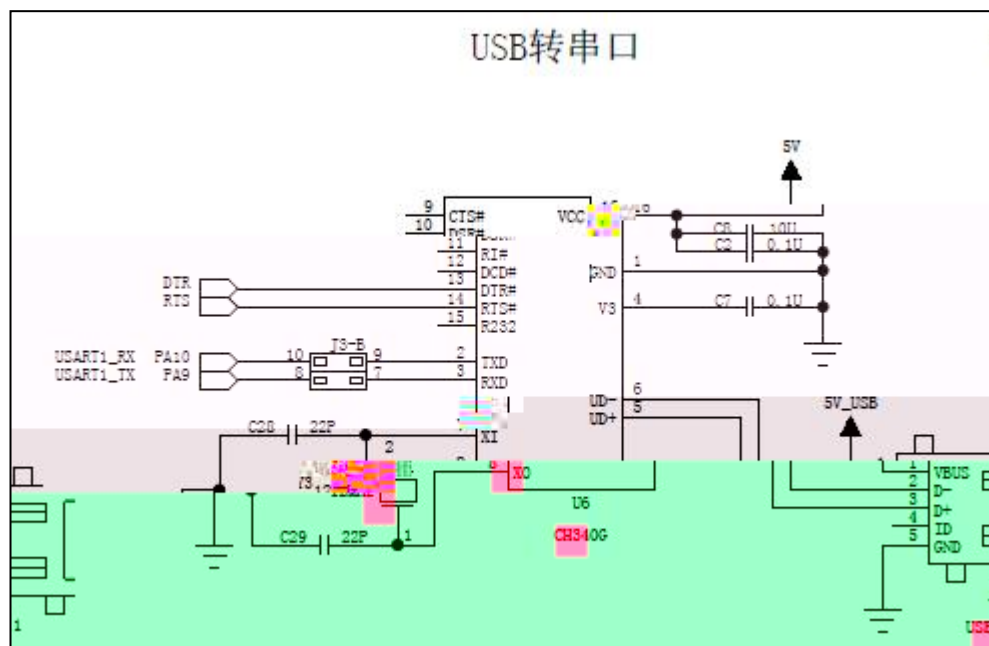 USB转串口
5V
9 CTS# VCC
10
C8 10U
11 C2 0.1U
12 RI#
DCD# GND 1
DTR 13 DTR#
RTS 14 RTS# V3 4 C7 0.1U
15 R232
J3-B
USART1_RX PA10 10 9 2 TXD
USART1_TX PA9 8 7 3 RXD
UD- 6
UD+ 5 5V_USB
C28 22P XI
2
XO 1 VBUS
2 D-
U6 3 D+
4 ID
C29 22P 1 CH340G 5 GND
1